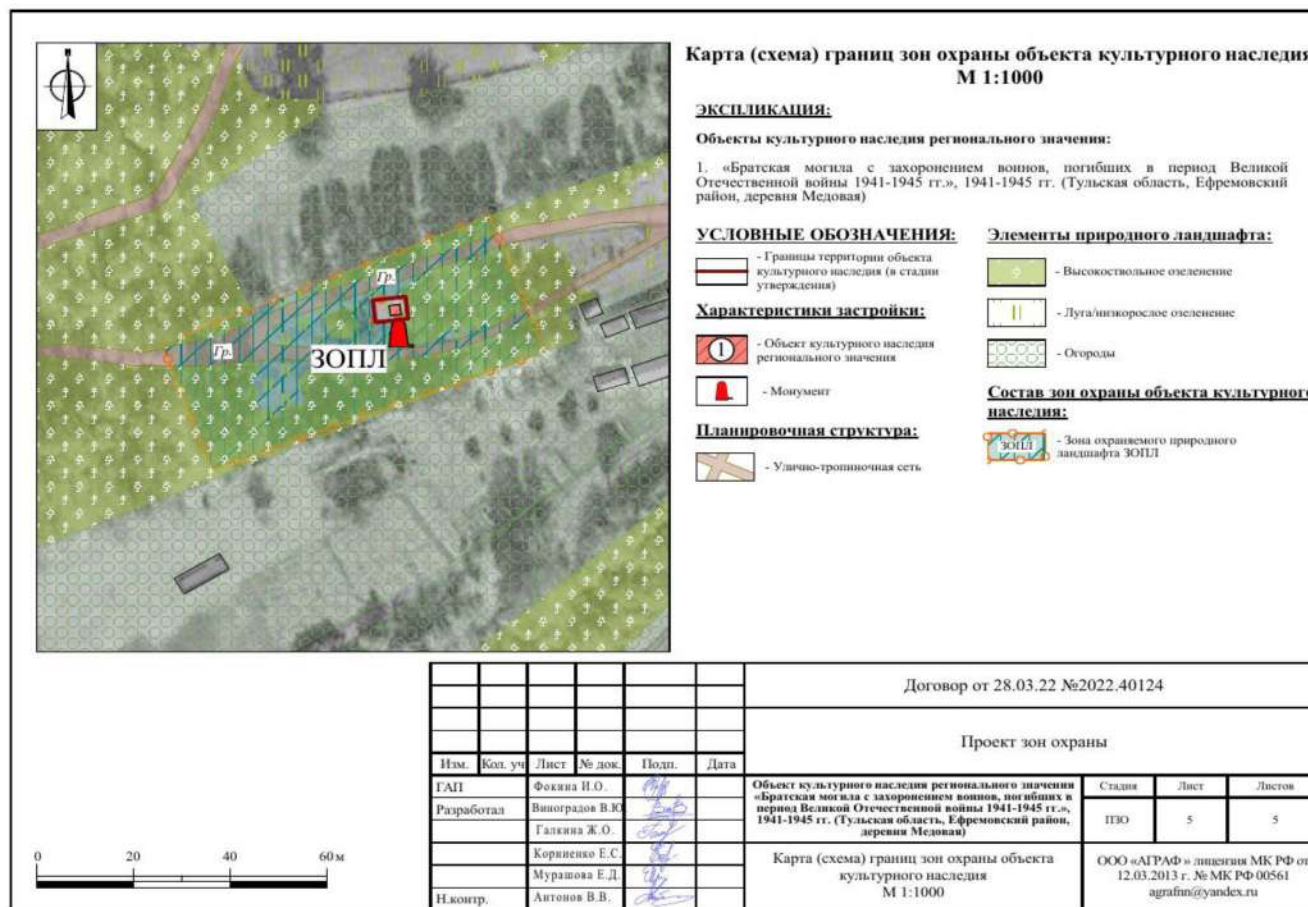 Карта (схема) границ зон охраны объекта культурного наследия
М 1:1000
ЭКСПЛИКАЦИЯ:
Объекты культурного наследия регионального значения:
1. «Братская могила с захоронением воинов, погибших в период Великой
Отечественной войны 1941-1945 гг.», 1941-1945 гг. (Тульская область, Ефремовский
район, деревня Медовая)
УСЛОВНЫЕ ОБОЗНАЧЕНИЯ:
- Границы территории объекта
культурного наследия (в стадии
утверждения)
Характеристики застройки:
1
- Объект культурного наследия
регионального значения
- Монумент
Планировочная структура:
- Улично-тропиночная сеть
Элементы природного ландшафта:
- Высокоствольное озеленение
- Луга/низкорослое озеленение
- Огороды
Состав зон охраны объекта культурного
наследия:
ЗОПЛ
- Зона охраняемого природного
ландшафта ЗОПЛ
Гр.
Гр.
ЗОПЛ
0 20 40 60 м
Договор от 28.03.22 №2022.40124
Проект зон охраны
Изм. Кол. уч Лист № док. Подп. Дата
ГАП Фокина И.О.
Разработал Виноградов В.Ю
Галкина Ж.О.
Корниенко Е.С.
Мурашова Е.Д.
Н.контр. Антонов В.В.
Объект культурного наследия регионального значения
«Братская могила с захоронением воинов, погибших в
период Великой Отечественной войны 1941-1945 гг.»,
1941-1945 гг. (Тульская область, Ефремовский район,
деревня Медовая)
Стадия Лист Листов
ПЗО 5 5
Карта (схема) границ зон охраны объекта
культурного наследия
М 1:1000
ООО «АГРАФ» лицензия МК РФ от
12.03.2013 г. № МК РФ 00561
agrafnn@yandex.ru